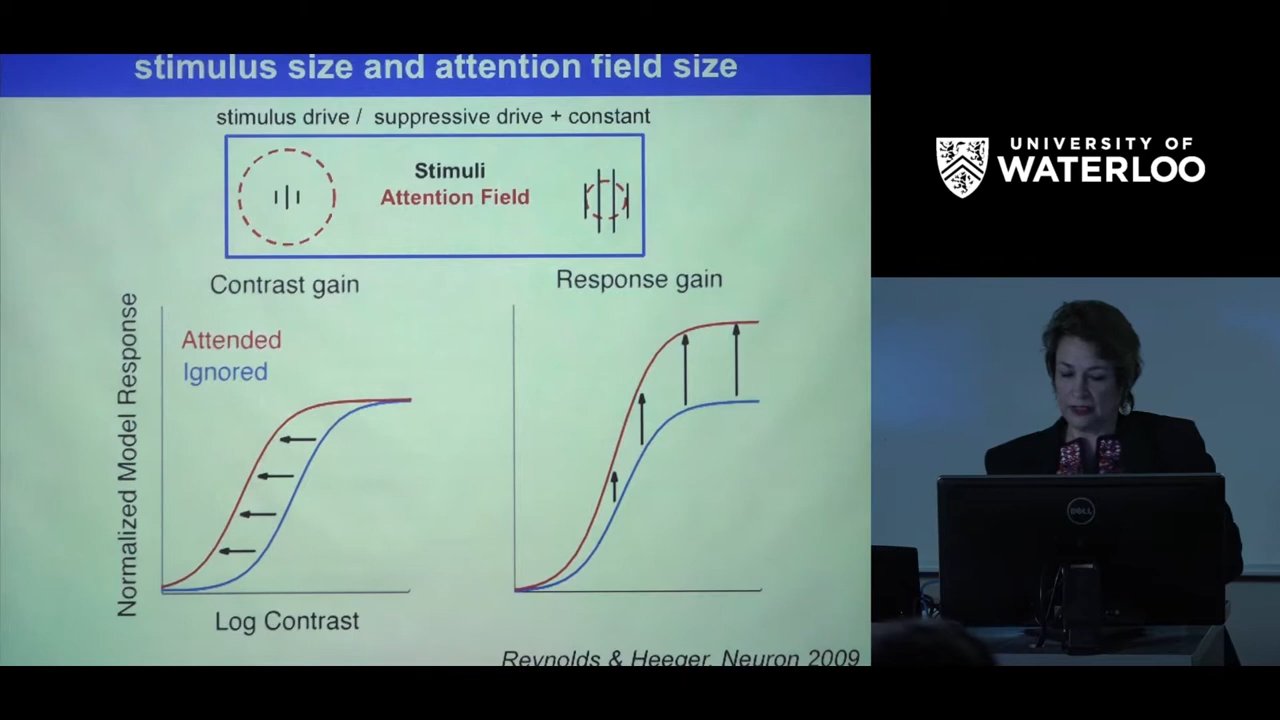 stimulus size and attention field size
stimulus drive / suppressive drive + constant
Stimuli
Attention Field
Contrast gain
Response gain
Attended
Ignored
Normalized Model Response
Log Contrast
Reynolds & Heeger, Neuron 2009
UNIVERSITY OF
WATERLOO
DELL